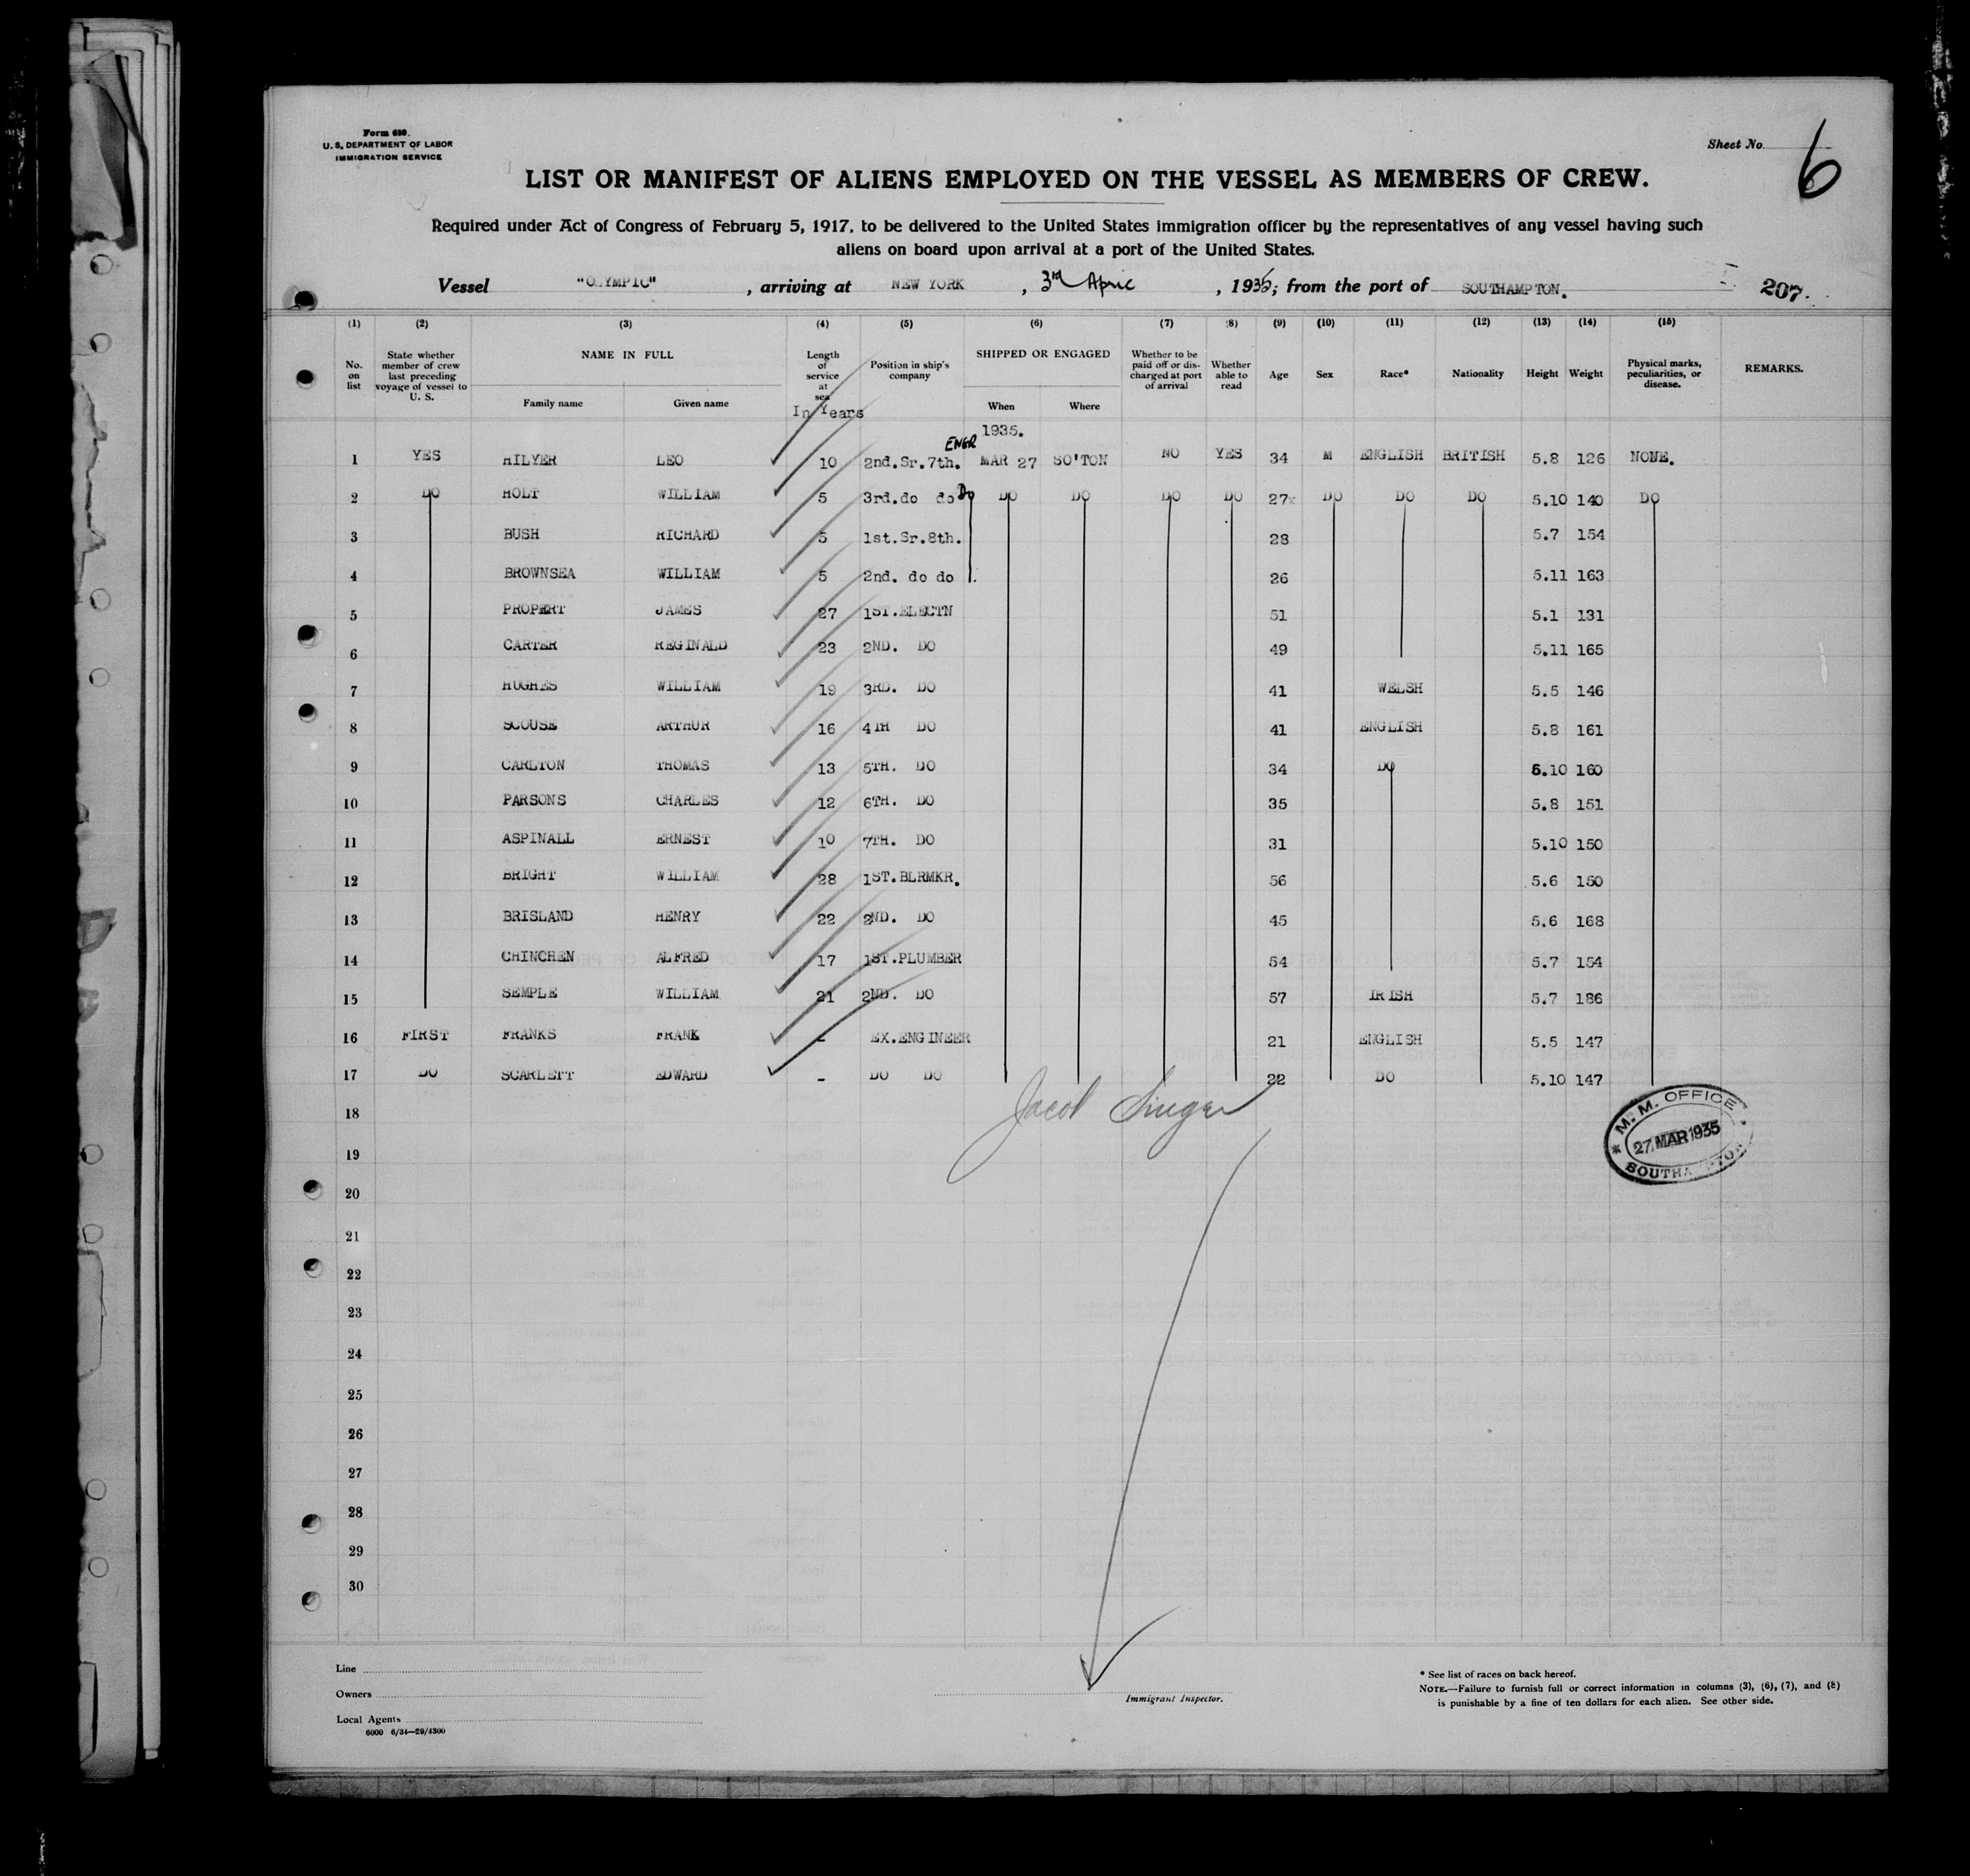 Form 680.
U. S. DEPARTMENT OF LABOR
IMMIGRATION SERVICE
Sheet No. 6
LIST OR MANIFEST OF ALIENS EMPLOYED ON THE VESSEL AS MEMBERS OF CREW.
Required under Act of Congress of February 5, 1917, to be delivered to the United States immigration officer by the representatives of any vessel having such
aliens on board upon arrival at a port of the United States.
Vessel "OLYMPIC" , arriving at NEW YORK , 3rd April , 1935; from the port of SOUTHAMPTON. 207.
(1) (2) (3) (4) (5) (6) (7) (8) (9) (10) (11) (12) (13) (14) (15)
No. on list State whether member of crew last preceding voyage of vessel to U. S. NAME IN FULL Family name Given name Length of service at sea In Years Position in ship's company SHIPPED OR ENGAGED When Where Whether to be paid off or discharged at port of arrival Whether able to read Age Sex Race* Nationality Height Weight Physical marks, peculiarities, or disease. REMARKS.
1935.
1 YES HILYER LEO 10 2nd.Sr.7th. ENGR MAR 27 SO'TON NO YES 34 M ENGLISH BRITISH 5.8 126 NONE.
2 DO HOLT WILLIAM 5 3rd.do do Do DO DO DO DO 27 DO DO DO 5.10 140 DO
3 BUSH RICHARD 5 1st.Sr.8th. 28 5.7 154
4 BROWNSEA WILLIAM 5 2nd. do do 26 5.11 163
5 PROPERT JAMES 27 1ST.ELECTN 51 5.1 131
6 CARTER REGINALD 23 2ND. DO 49 5.11 165
7 HUGHES WILLIAM 19 3RD. DO 41 WELSH 5.5 146
8 SCOUSE ARTHUR 16 4TH DO 41 ENGLISH 5.8 161
9 CARLTON THOMAS 13 5TH. DO 34 DO 5.10 160
10 PARSONS CHARLES 12 6TH. DO 35 5.8 151
11 ASPINALL ERNEST 10 7TH. DO 31 5.10 150
12 BRIGHT WILLIAM 28 1ST.BLRMKR. 56 5.6 150
13 BRISLAND HENRY 22 2ND. DO 45 5.6 168
14 CHINCHEN ALFRED 17 1ST.PLUMBER 54 5.7 154
15 SEMPLE WILLIAM 21 2ND. DO 57 IRISH 5.7 186
16 FIRST FRANKS FRANK - EX.ENGINEER 21 ENGLISH 5.5 147
17 DO SCARLETT EDWARD - DO DO 22 DO 5.10 147
18
Jacob Singer
M. M. OFFICE
27 MAR 1935
SOUTHAMPTON
19
20
21
22
23
24
25
26
27
28
29
30
Line
Owners
Local Agents
6000 6/34—29/4300
Immigrant Inspector.
* See list of races on back hereof.
NOTE.—Failure to furnish full or correct information in columns (3), (6), (7), and (8)
is punishable by a fine of ten dollars for each alien. See other side.